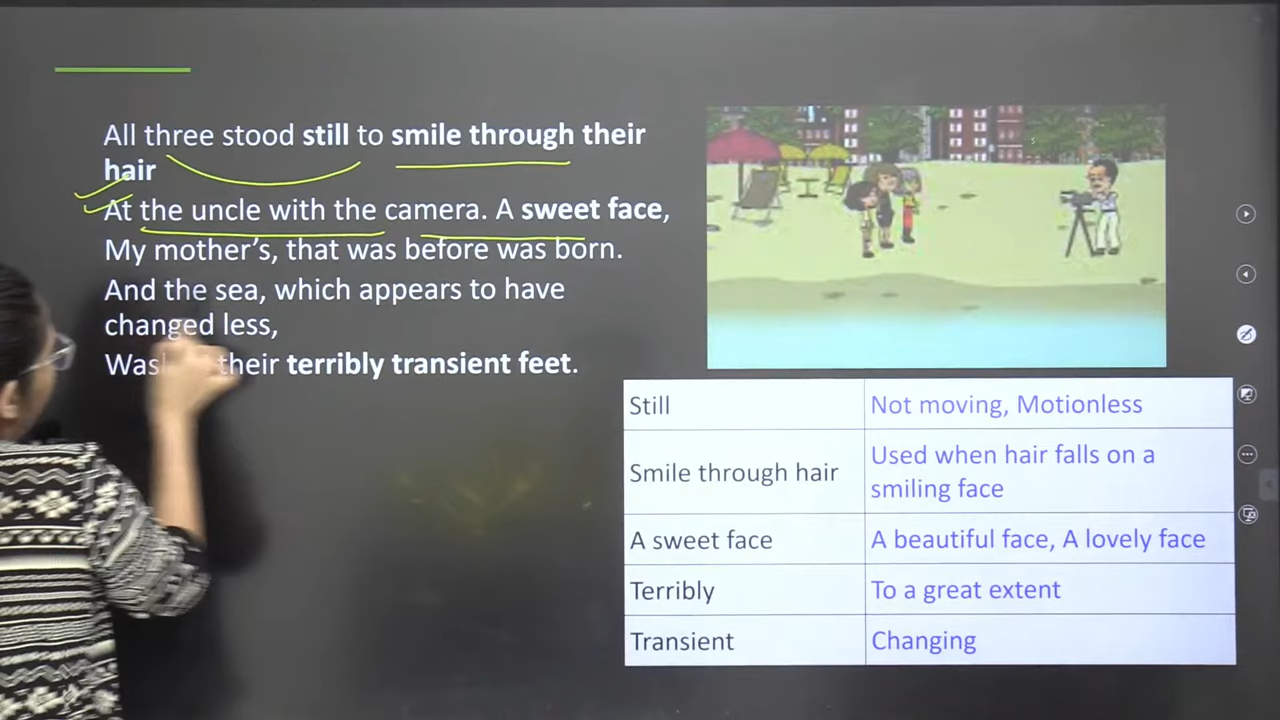 All three stood still to smile through their
hair
At the uncle with the camera. A sweet face,
My mother's, that was before was born.
And the sea, which appears to have
changed less,
their terribly transient feet.
Still Not moving, Motionless
Smile through hair Used when hair falls on a
smiling face
A sweet face A beautiful face, A lovely face
Terribly To a great extent
Transient Changing